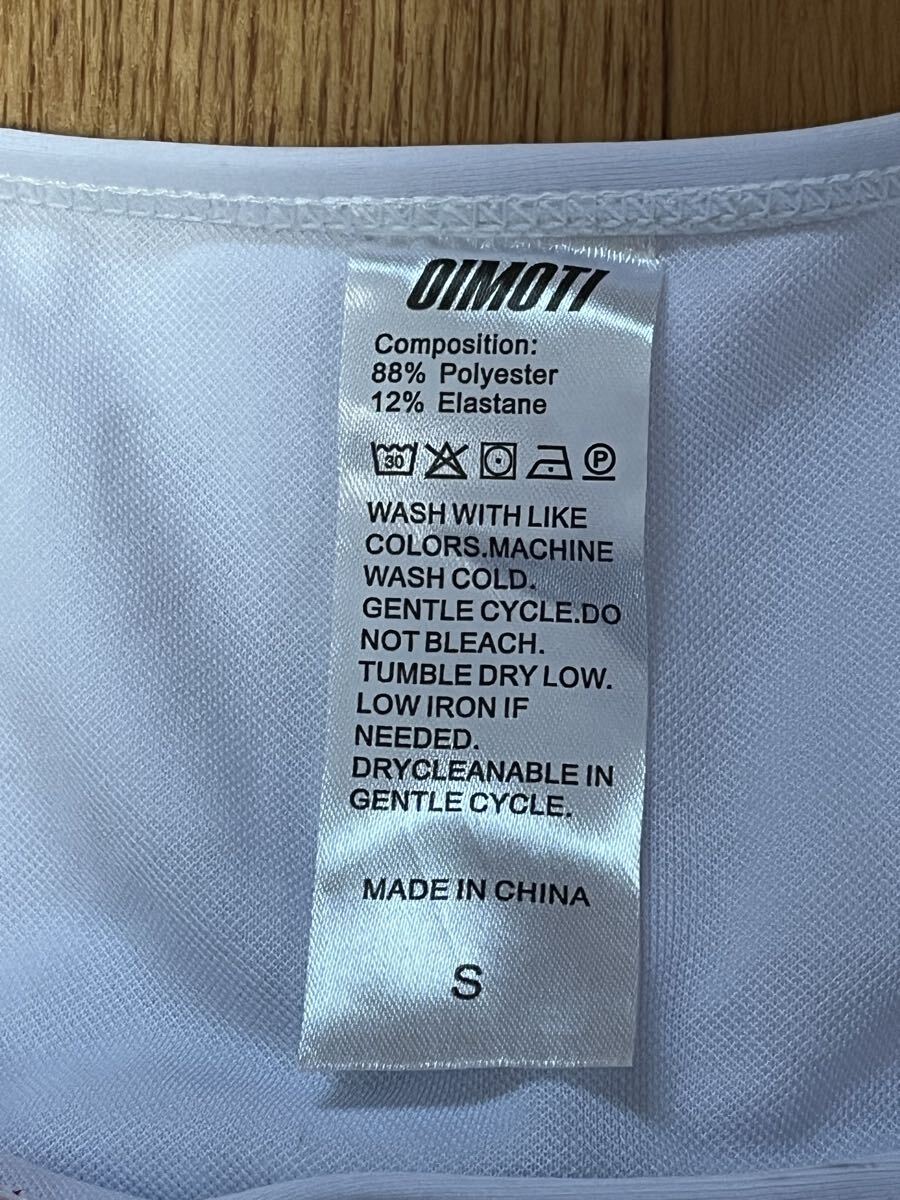 OIMOTI
Composition:
88% Polyester
12% Elastane
30 P
WASH WITH LIKE
COLORS.MACHINE
WASH COLD.
GENTLE CYCLE.DO
NOT BLEACH.
TUMBLE DRY LOW.
LOW IRON IF
NEEDED.
DRYCLEANABLE IN
GENTLE CYCLE.
MADE IN CHINA
S